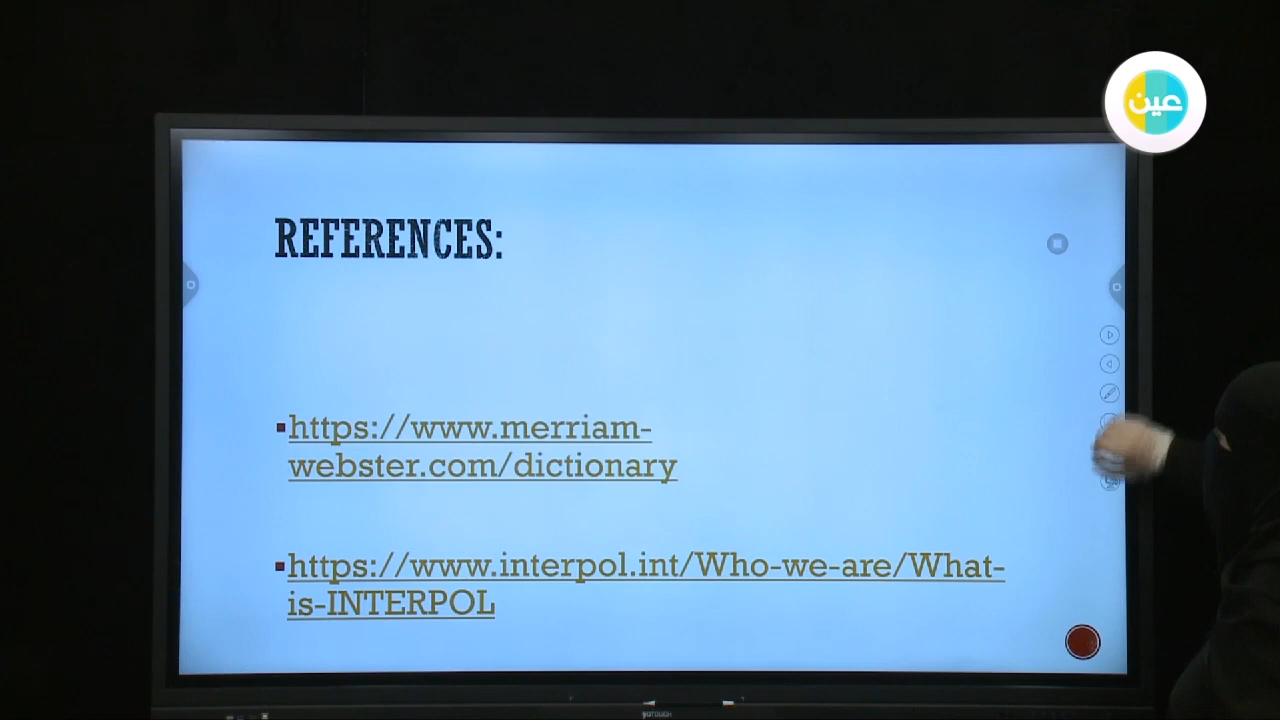 عين
REFERENCES:
▪https://www.merriam-
webster.com/dictionary
▪https://www.interpol.int/Who-we-are/What-
is-INTERPOL